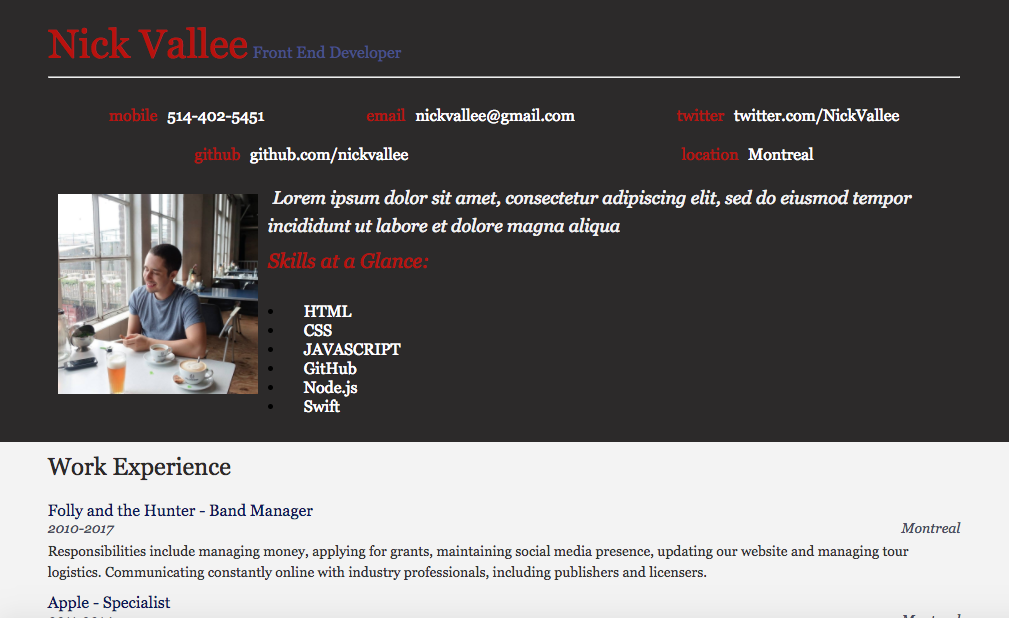 Nick Vallee Front End Developer
mobile 514-402-5451 email nickvallee@gmail.com twitter twitter.com/NickVallee
github github.com/nickvallee location Montreal
Lorem ipsum dolor sit amet, consectetur adipiscing elit, sed do eiusmod tempor
incididunt ut labore et dolore magna aliqua
Skills at a Glance:
• HTML
• CSS
• JAVASCRIPT
• GitHub
• Node.js
• Swift
Work Experience
Folly and the Hunter - Band Manager
2010-2017 Montreal
Responsibilities include managing money, applying for grants, maintaining social media presence, updating our website and managing tour
logistics. Communicating constantly online with industry professionals, including publishers and licensers.
Apple - Specialist